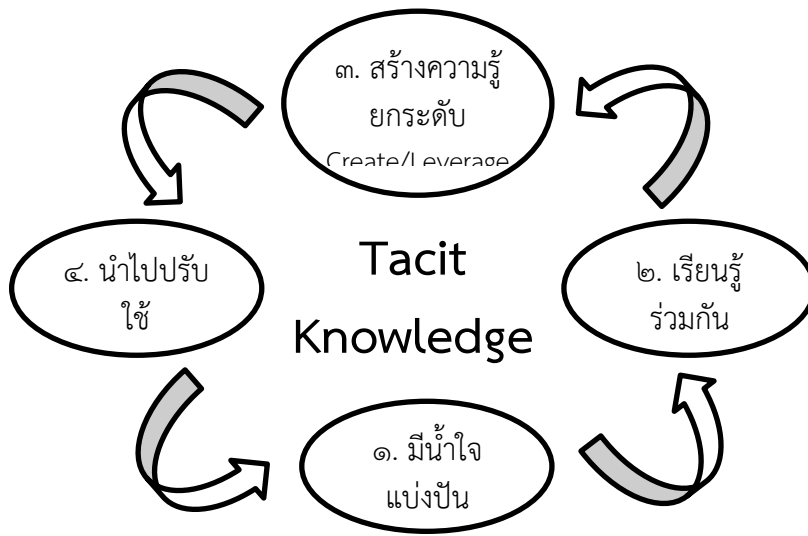 ๓. สร้างความรู้
ยกระดับ
Create/Leverage
Tacit
Knowledge
๔. นำไปปรับ
ใช้
๒. เรียนรู้
ร่วมกัน
๑. มีน้ำใจ
แบ่งปัน